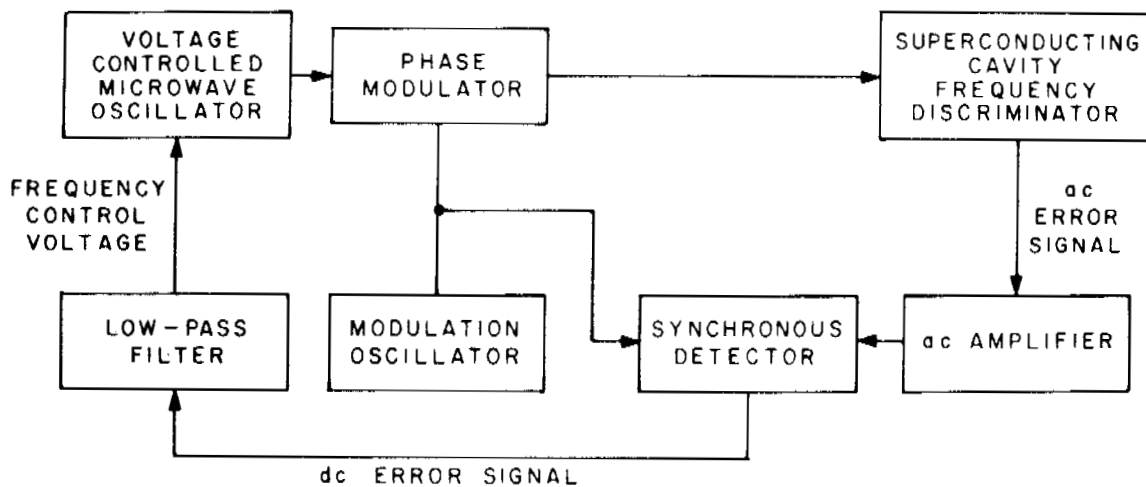 VOLTAGE
CONTROLLED
MICROWAVE
OSCILLATOR
PHASE
MODULATOR
SUPERCONDUCTING
CAVITY
FREQUENCY
DISCRIMINATOR
FREQUENCY
CONTROL
VOLTAGE
ac
ERROR
SIGNAL
LOW-PASS
FILTER
MODULATION
OSCILLATOR
SYNCHRONOUS
DETECTOR
ac AMPLIFIER
dc ERROR SIGNAL